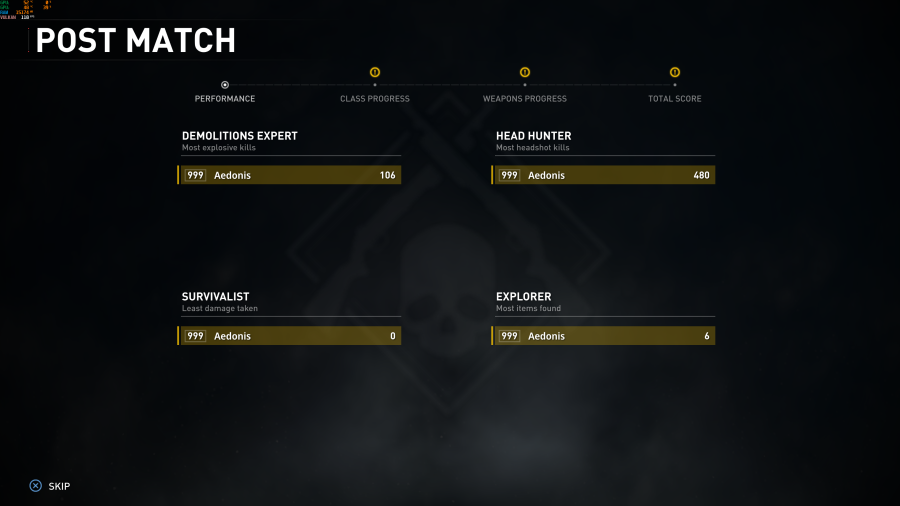 POST MATCH
PERFORMANCE
CLASS PROGRESS
WEAPONS PROGRESS
TOTAL SCORE
DEMOLITIONS EXPERT
Most explosive kills
999 Aedonis 106
HEAD HUNTER
Most headshot kills
999 Aedonis 480
SURVIVALIST
Least damage taken
999 Aedonis 0
EXPLORER
Most items found
999 Aedonis 6
SKIP